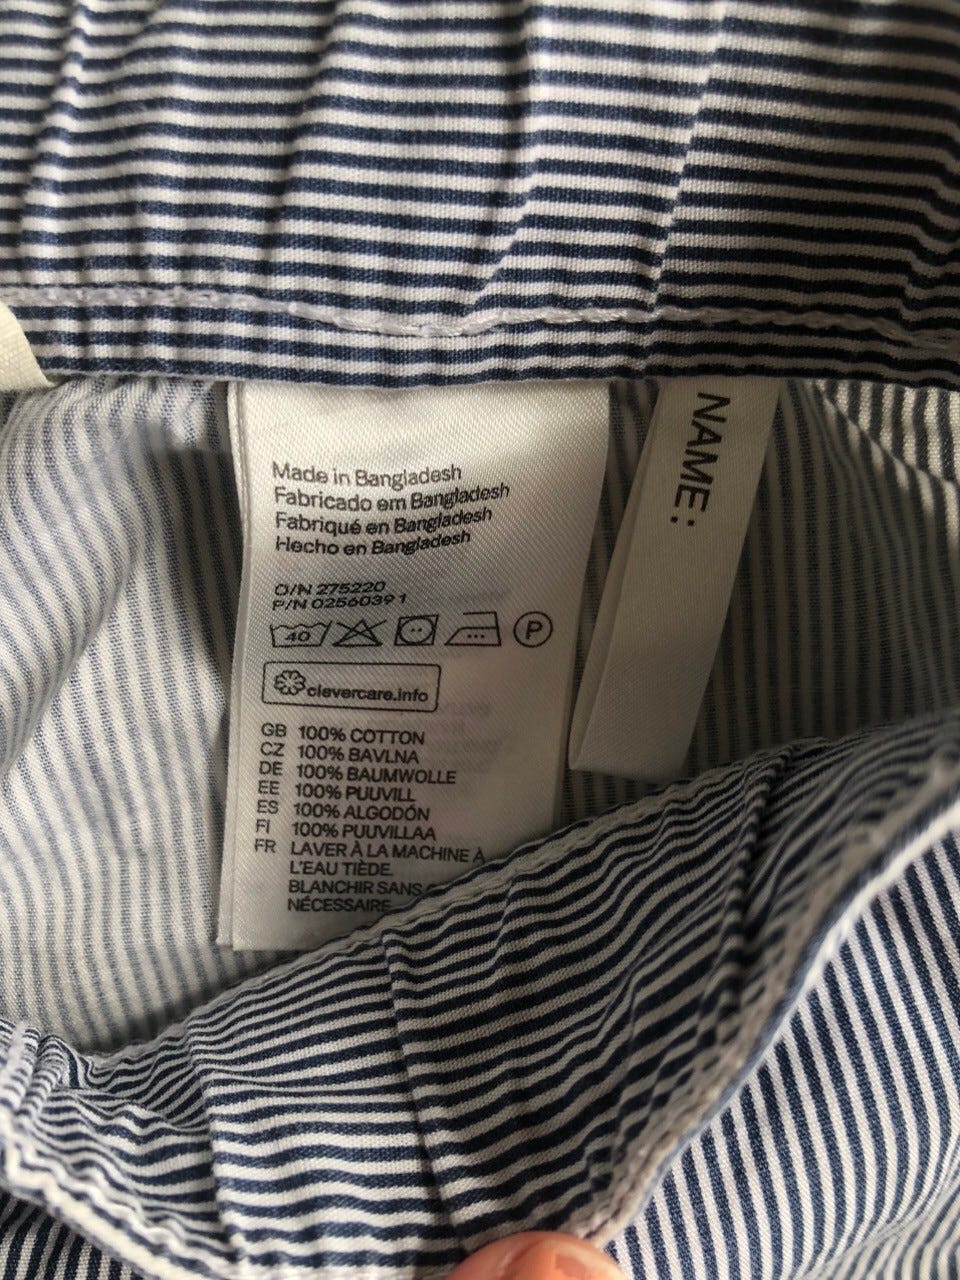 Made in Bangladesh
Fabricado em Bangladesh
Fabriqué en Bangladesh
Hecho en Bangladesh
O/N 275220
P/N 02560391
40
P
clevercare.info
GB 100% COTTON
CZ 100% BAVLNA
DE 100% BAUMWOLLE
EE 100% PUUVILL
ES 100% ALGODÓN
FI 100% PUUVILLAA
FR LAVER À LA MACHINE À
L'EAU TIÈDE.
BLANCHIR SANS
NÉCESSAIRE
NAME: